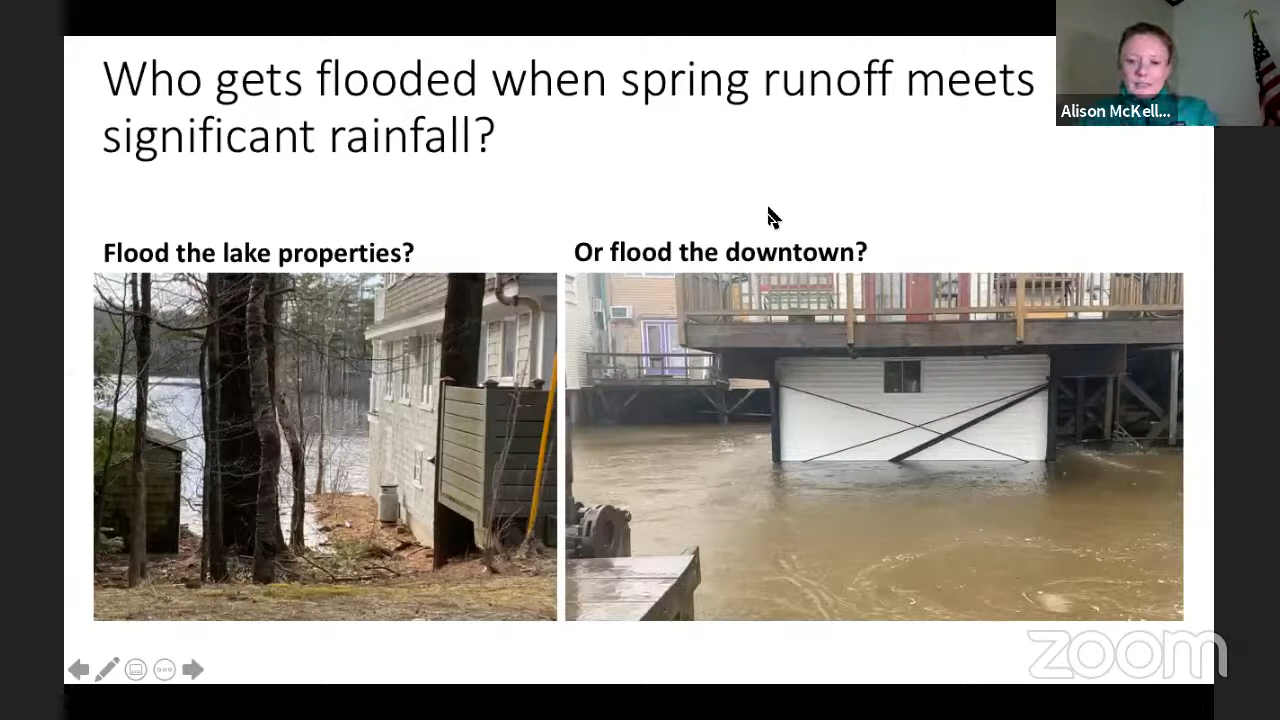 Who gets flooded when spring runoff meets
significant rainfall?
Alison McKell...
Flood the lake properties?
Or flood the downtown?
zoom